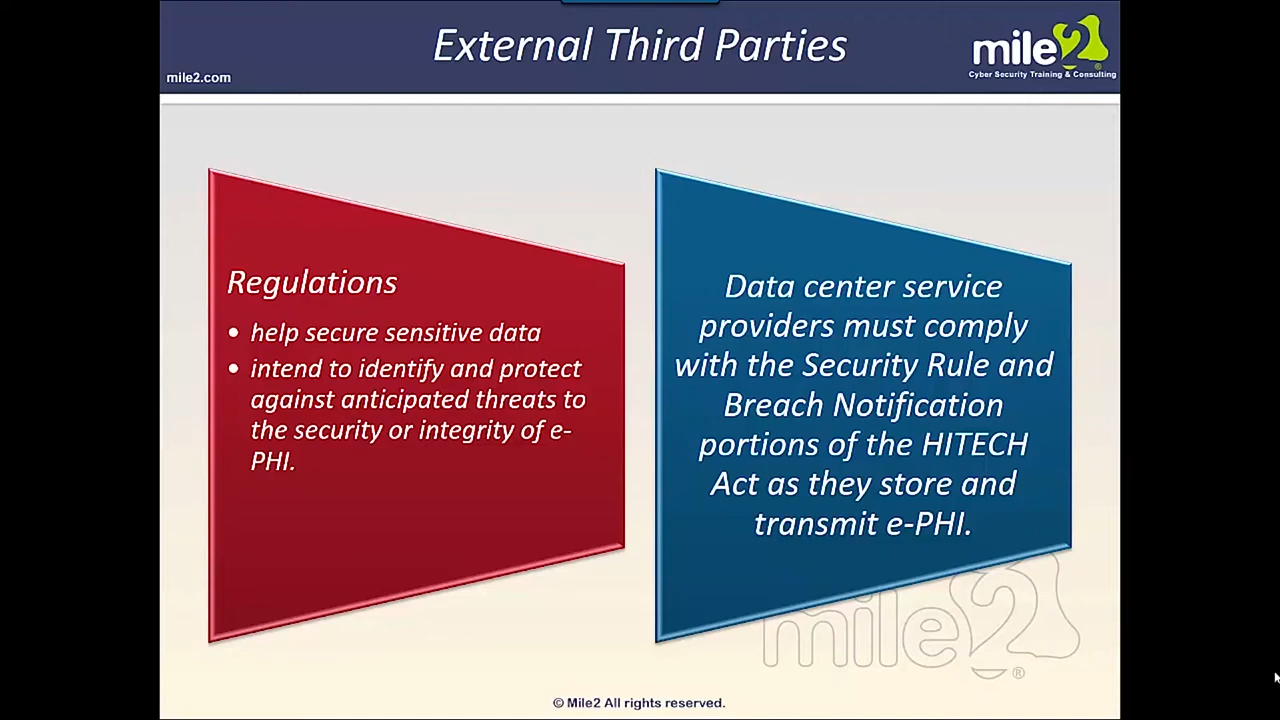 External Third Parties
mile2.com
mile2
Cyber Security Training & Consulting
Regulations
• help secure sensitive data
• intend to identify and protect
against anticipated threats to
the security or integrity of e-
PHI.
Data center service
providers must comply
with the Security Rule and
Breach Notification
portions of the HITECH
Act as they store and
transmit e-PHI.
mile2®
© Mile2 All rights reserved.